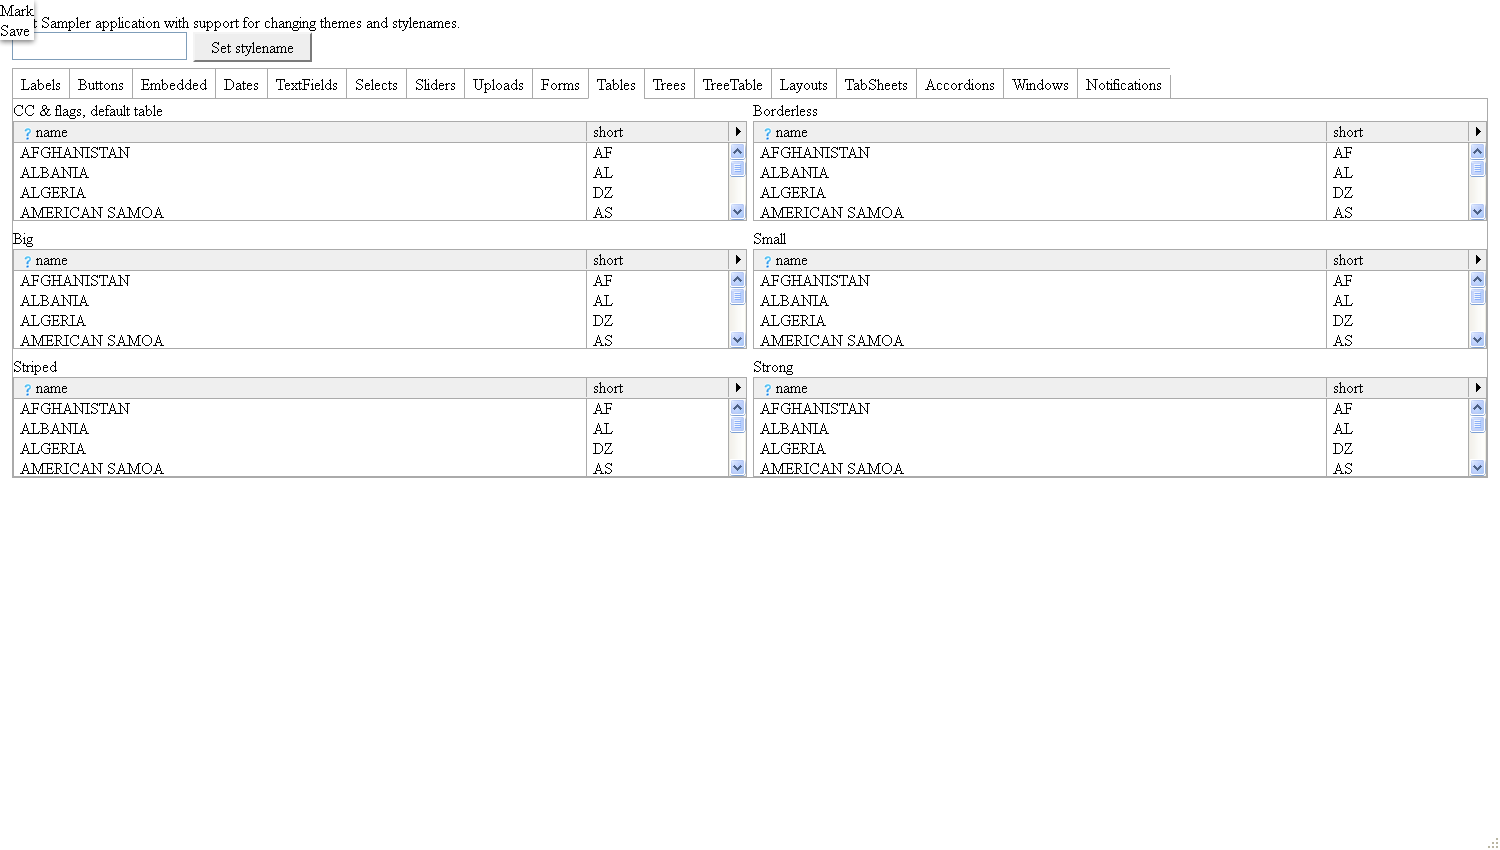 Mark
Save
t Sampler application with support for changing themes and stylenames.
Set stylename
Labels Buttons Embedded Dates TextFields Selects Sliders Uploads Forms Tables Trees TreeTable Layouts TabSheets Accordions Windows Notifications
CC & flags, default table
? name short
AFGHANISTAN AF
ALBANIA AL
ALGERIA DZ
AMERICAN SAMOA AS
Borderless
? name short
AFGHANISTAN AF
ALBANIA AL
ALGERIA DZ
AMERICAN SAMOA AS
Big
? name short
AFGHANISTAN AF
ALBANIA AL
ALGERIA DZ
AMERICAN SAMOA AS
Small
? name short
AFGHANISTAN AF
ALBANIA AL
ALGERIA DZ
AMERICAN SAMOA AS
Striped
? name short
AFGHANISTAN AF
ALBANIA AL
ALGERIA DZ
AMERICAN SAMOA AS
Strong
? name short
AFGHANISTAN AF
ALBANIA AL
ALGERIA DZ
AMERICAN SAMOA AS